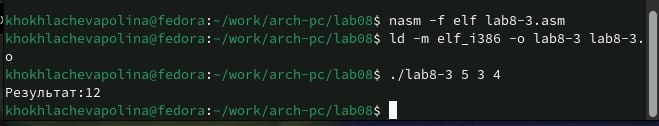 khokhlachevapolina@fedora:~/work/arch-pc/lab08$ nasm -f elf lab8-3.asm
khokhlachevapolina@fedora:~/work/arch-pc/lab08$ ld -m elf_i386 -o lab8-3 lab8-3.
o
khokhlachevapolina@fedora:~/work/arch-pc/lab08$ ./lab8-3 5 3 4
Результат:12
khokhlachevapolina@fedora:~/work/arch-pc/lab08$